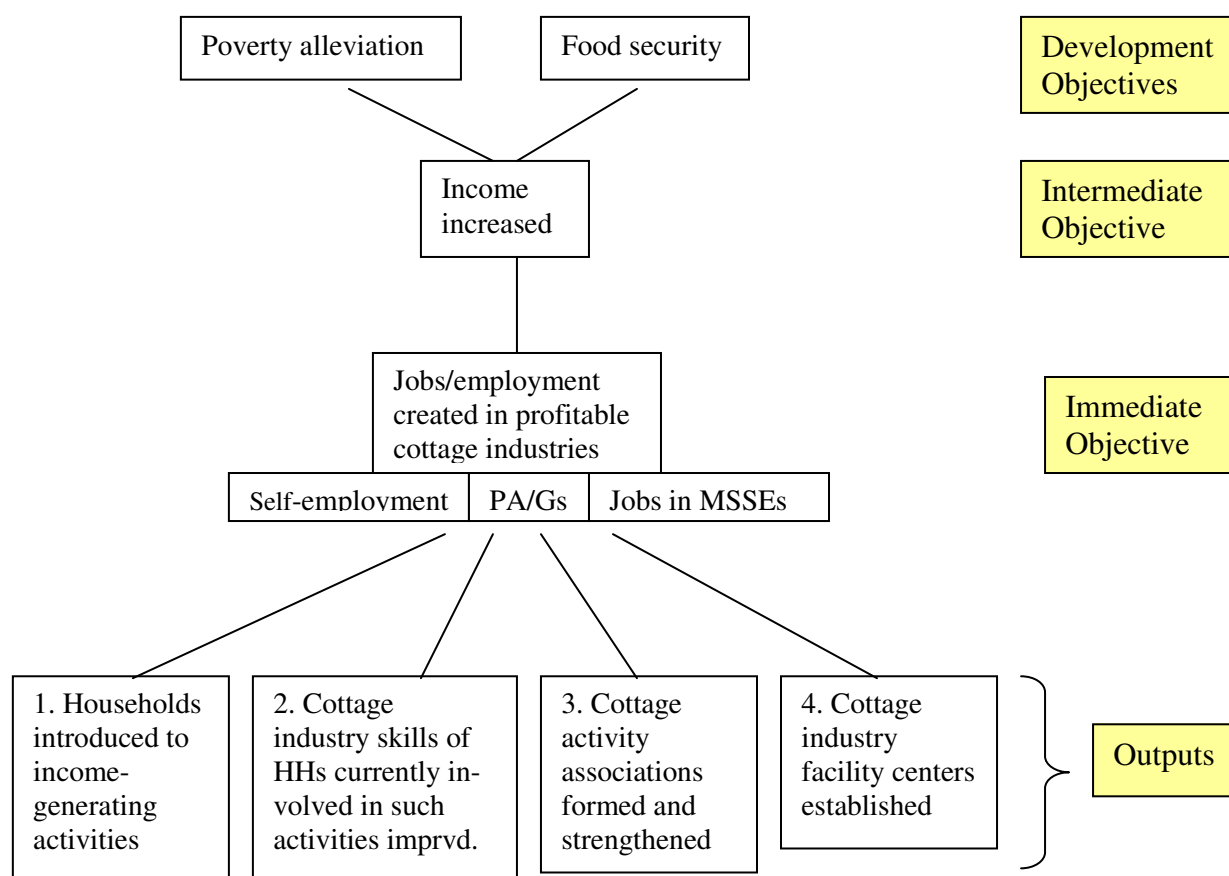 Poverty alleviation
Food security
Development
Objectives
Income
increased
Intermediate
Objective
Jobs/employment
created in profitable
cottage industries
Immediate
Objective
Self-employment
PA/Gs
Jobs in MSSEs
1. Households
introduced to
income-
generating
activities
2. Cottage
industry skills of
HHs currently in-
volved in such
activities imprvd.
3. Cottage
activity
associations
formed and
strengthened
4. Cottage
industry
facility centers
established
Outputs